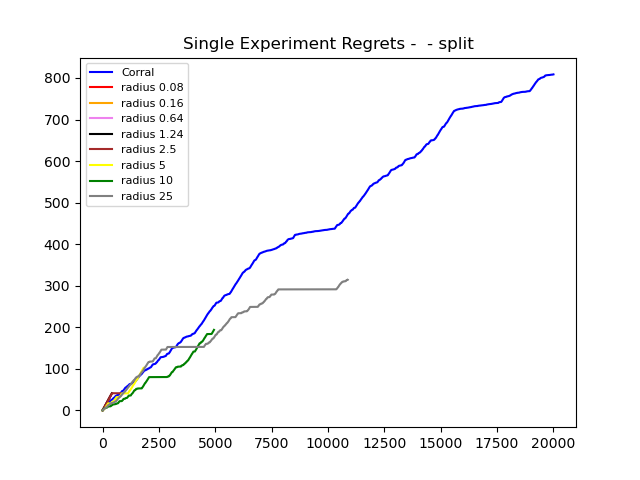 Single Experiment Regrets -  - split
Corral
radius 0.08
radius 0.16
radius 0.64
radius 1.24
radius 2.5
radius 5
radius 10
radius 25
800
700
600
500
400
300
200
100
0
0 2500 5000 7500 10000 12500 15000 17500 20000